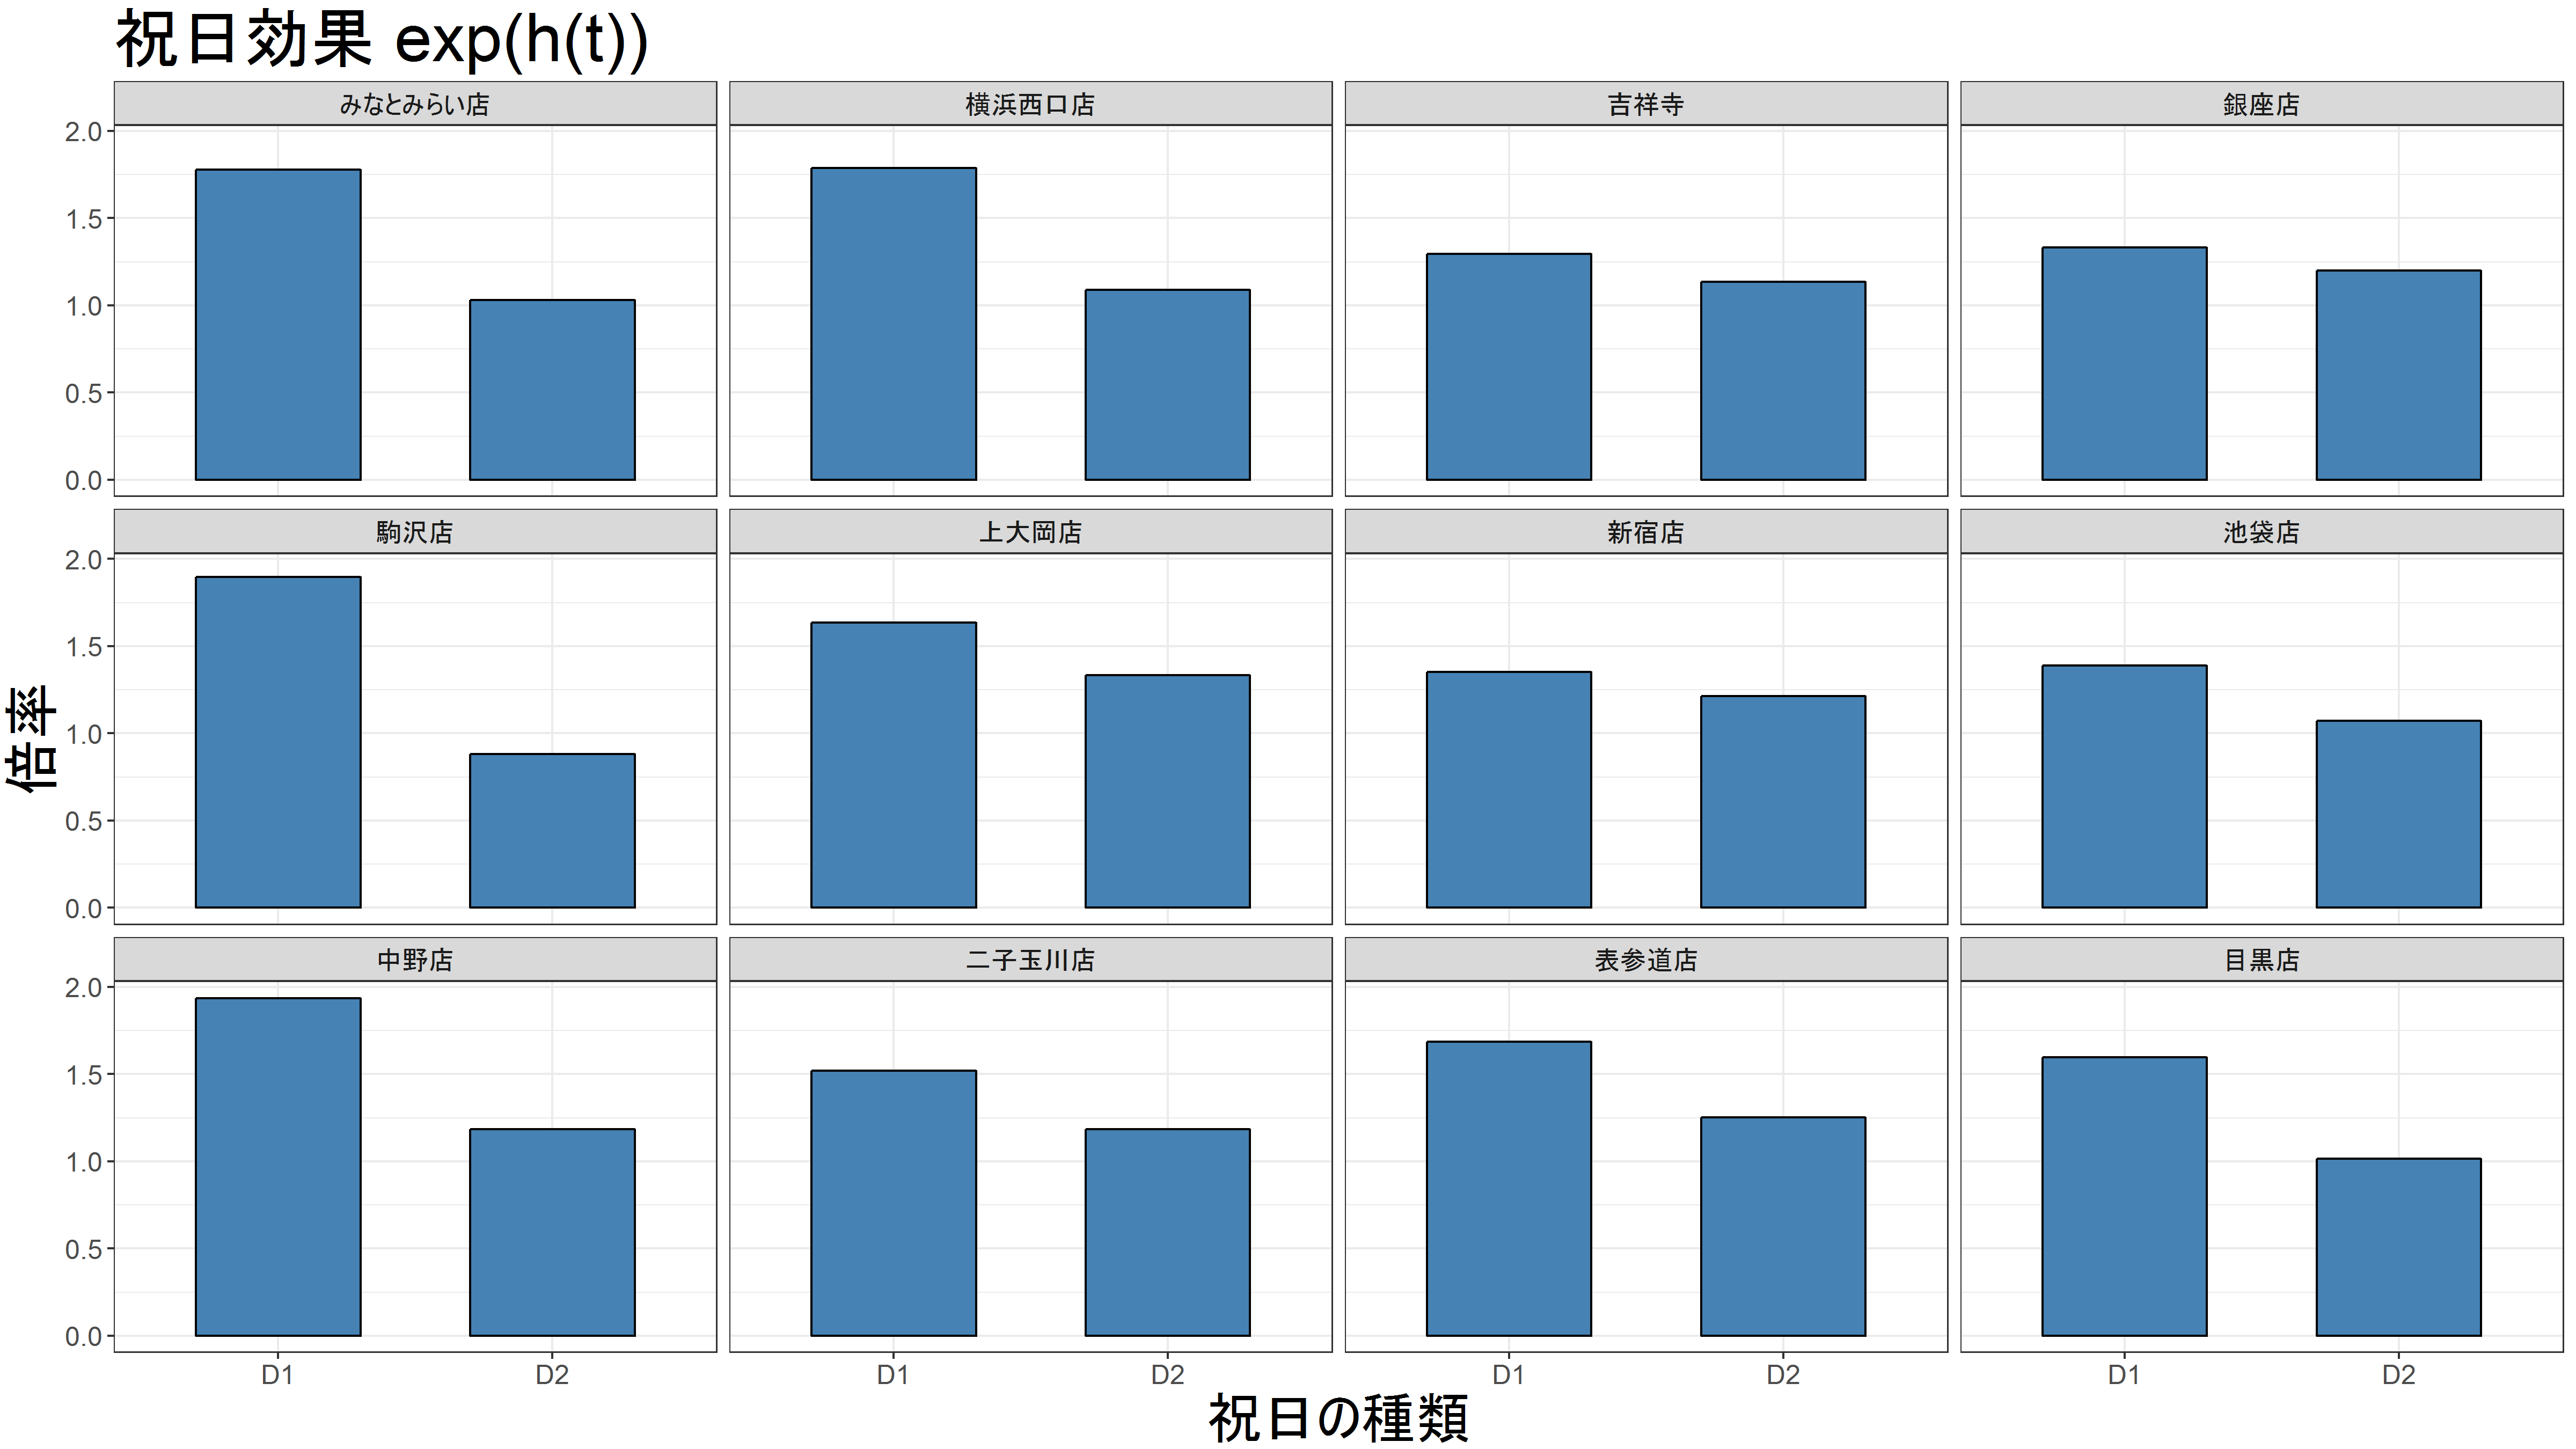 祝日効果 exp(h(t))
みなとみらい店
横浜西口店
吉祥寺
銀座店
2.0
1.5
1.0
0.5
0.0
駒沢店
上大岡店
新宿店
池袋店
2.0
1.5
1.0
0.5
0.0
中野店
二子玉川店
表参道店
目黒店
2.0
1.5
1.0
0.5
0.0
倍率
D1 D2 D1 D2 D1 D2 D1 D2
祝日の種類